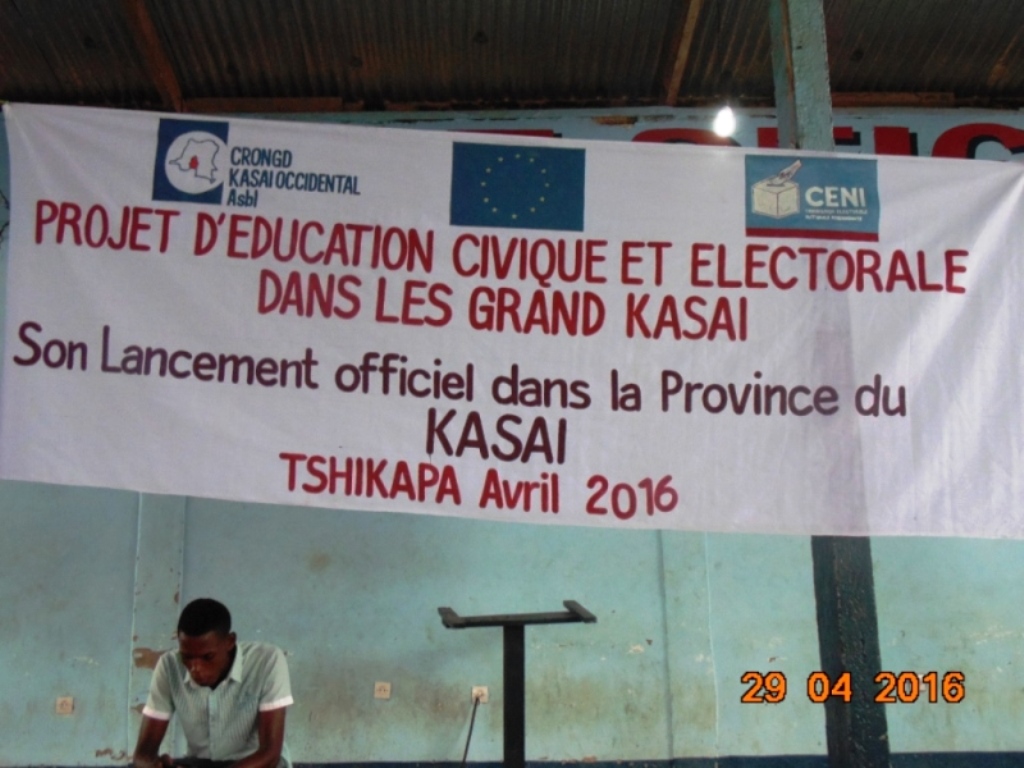 CRONGD
KASAI OCCIDENTAL
Asbl
CENI
PROJET D'EDUCATION CIVIQUE ET ELECTORALE
DANS LES GRAND KASAI
Son Lancement officiel dans la Province du
KASAI
TSHIKAPA Avril 2016
29 04 2016